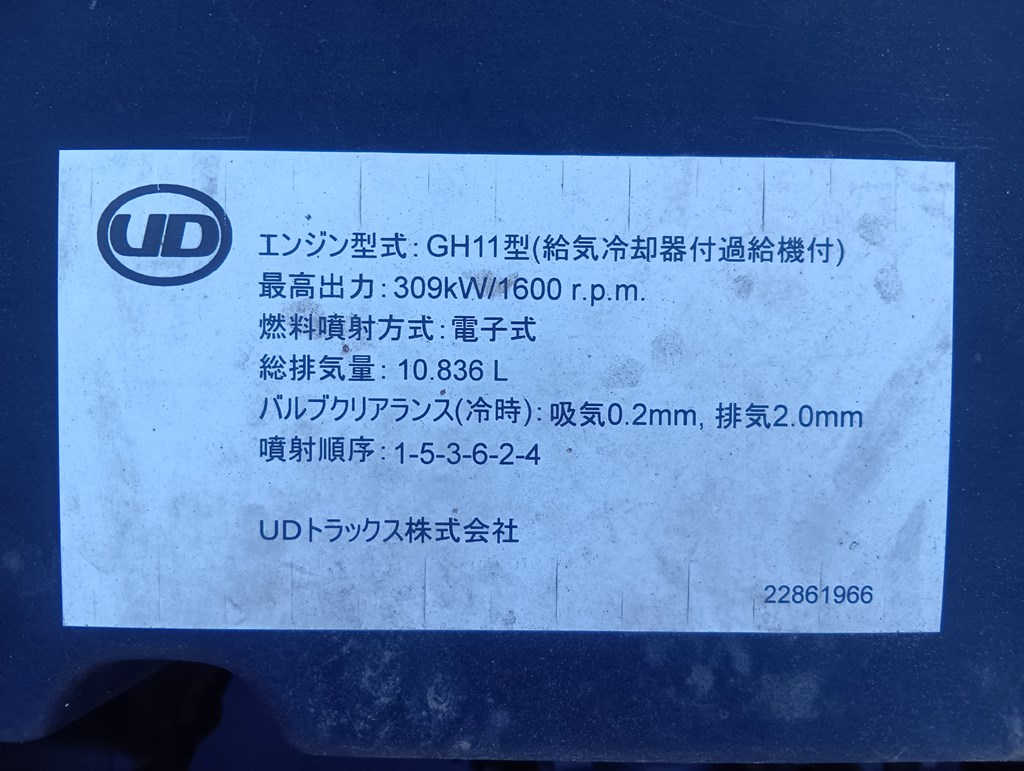 UD
エンジン型式: GH11型(給気冷却器付過給機付)
最高出力: 309kW/1600 r.p.m.
燃料噴射方式: 電子式
総排気量: 10.836 L
バルブクリアランス(冷時): 吸気0.2mm, 排気2.0mm
噴射順序: 1-5-3-6-2-4
UDトラックス株式会社
22861966